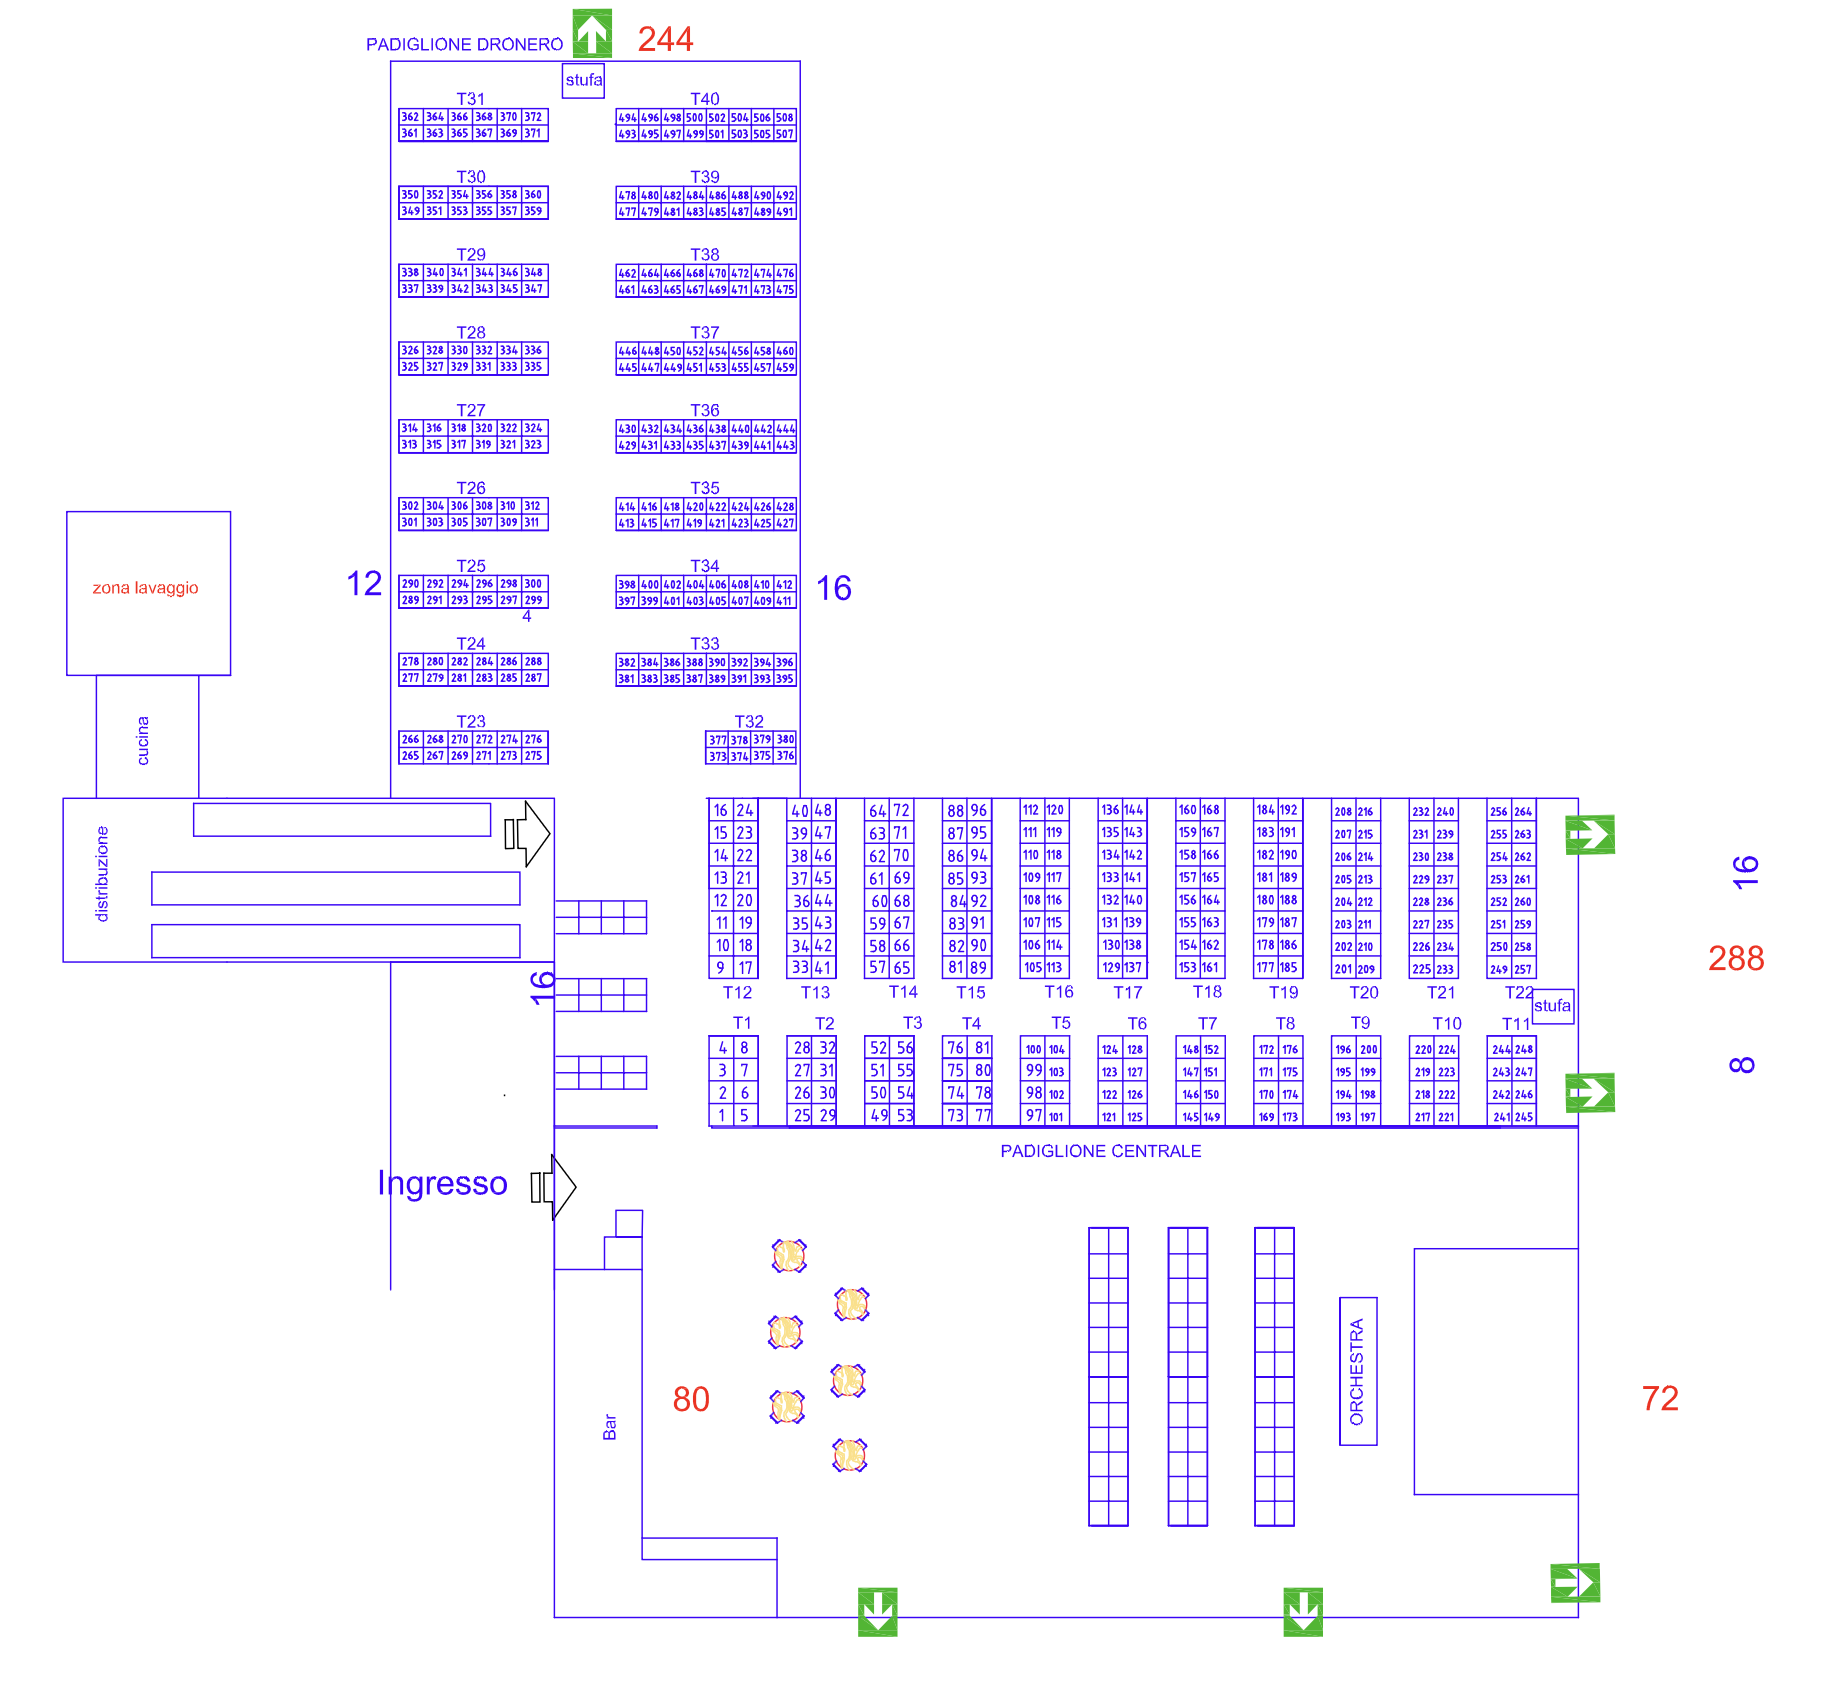 PADIGLIONE DRONERO
244
stufa
T31
362 364 366 368 370 372
361 363 365 367 369 371
T40
494 496 498 500 502 504 506 508
493 495 497 499 501 503 505 507
T30
350 352 354 356 358 360
349 351 353 355 357 359
T39
478 480 482 484 486 488 490 492
477 479 481 483 485 487 489 491
T29
338 340 341 344 346 348
337 339 342 343 345 347
T38
462 464 466 468 470 472 474 476
461 463 465 467 469 471 473 475
T28
326 328 330 332 334 336
325 327 329 331 333 335
T37
446 448 450 452 454 456 458 460
445 447 449 451 453 455 457 459
T27
314 316 318 320 322 324
313 315 317 319 321 323
T36
430 432 434 436 438 440 442 444
429 431 433 435 437 439 441 443
T26
302 304 306 308 310 312
301 303 305 307 309 311
T35
414 416 418 420 422 424 426 428
413 415 417 419 421 423 425 427
zona lavaggio
12
T25
290 292 294 296 298 300
289 291 293 295 297 299
4
T34
398 400 402 404 406 408 410 412
397 399 401 403 405 407 409 411
16
T24
278 280 282 284 286 288
277 279 281 283 285 287
T33
382 384 386 388 390 392 394 396
381 383 385 387 389 391 393 395
cucina
T23
266 268 270 272 274 276
265 267 269 271 273 275
T32
377 378 379 380
373 374 375 376
distribuzione
16 24 40 48 64 72 88 96 112 120 136 144 160 168 184 192 208 216 232 240 256 264
15 23 39 47 63 71 87 95 111 119 135 143 159 167 183 191 207 215 231 239 255 263
14 22 38 46 62 70 86 94 110 118 134 142 158 166 182 190 206 214 230 238 254 262
13 21 37 45 61 69 85 93 109 117 133 141 157 165 181 189 205 213 229 237 253 261
12 20 36 44 60 68 84 92 108 116 132 140 156 164 180 188 204 212 228 236 252 260
11 19 35 43 59 67 83 91 107 115 131 139 155 163 179 187 203 211 227 235 251 259
10 18 34 42 58 66 82 90 106 114 130 138 154 162 178 186 202 210 226 234 250 258
9 17 33 41 57 65 81 89 105 113 129 137 153 161 177 185 201 209 225 233 249 257
16
T12 T13 T14 T15 T16 T17 T18 T19 T20 T21 T22
stufa
16
288
8
T1 T2 T3 T4 T5 T6 T7 T8 T9 T10 T11
4 8 28 32 52 56 76 81 100 104 124 128 148 152 172 176 196 200 220 224 244 248
3 7 27 31 51 55 75 80 99 103 123 127 147 151 171 175 195 199 219 223 243 247
2 6 26 30 50 54 74 78 98 102 122 126 146 150 170 174 194 198 218 222 242 246
1 5 25 29 49 53 73 77 97 101 121 125 145 149 169 173 193 197 217 221 241 245
PADIGLIONE CENTRALE
Ingresso
80
Bar
ORCHESTRA
72